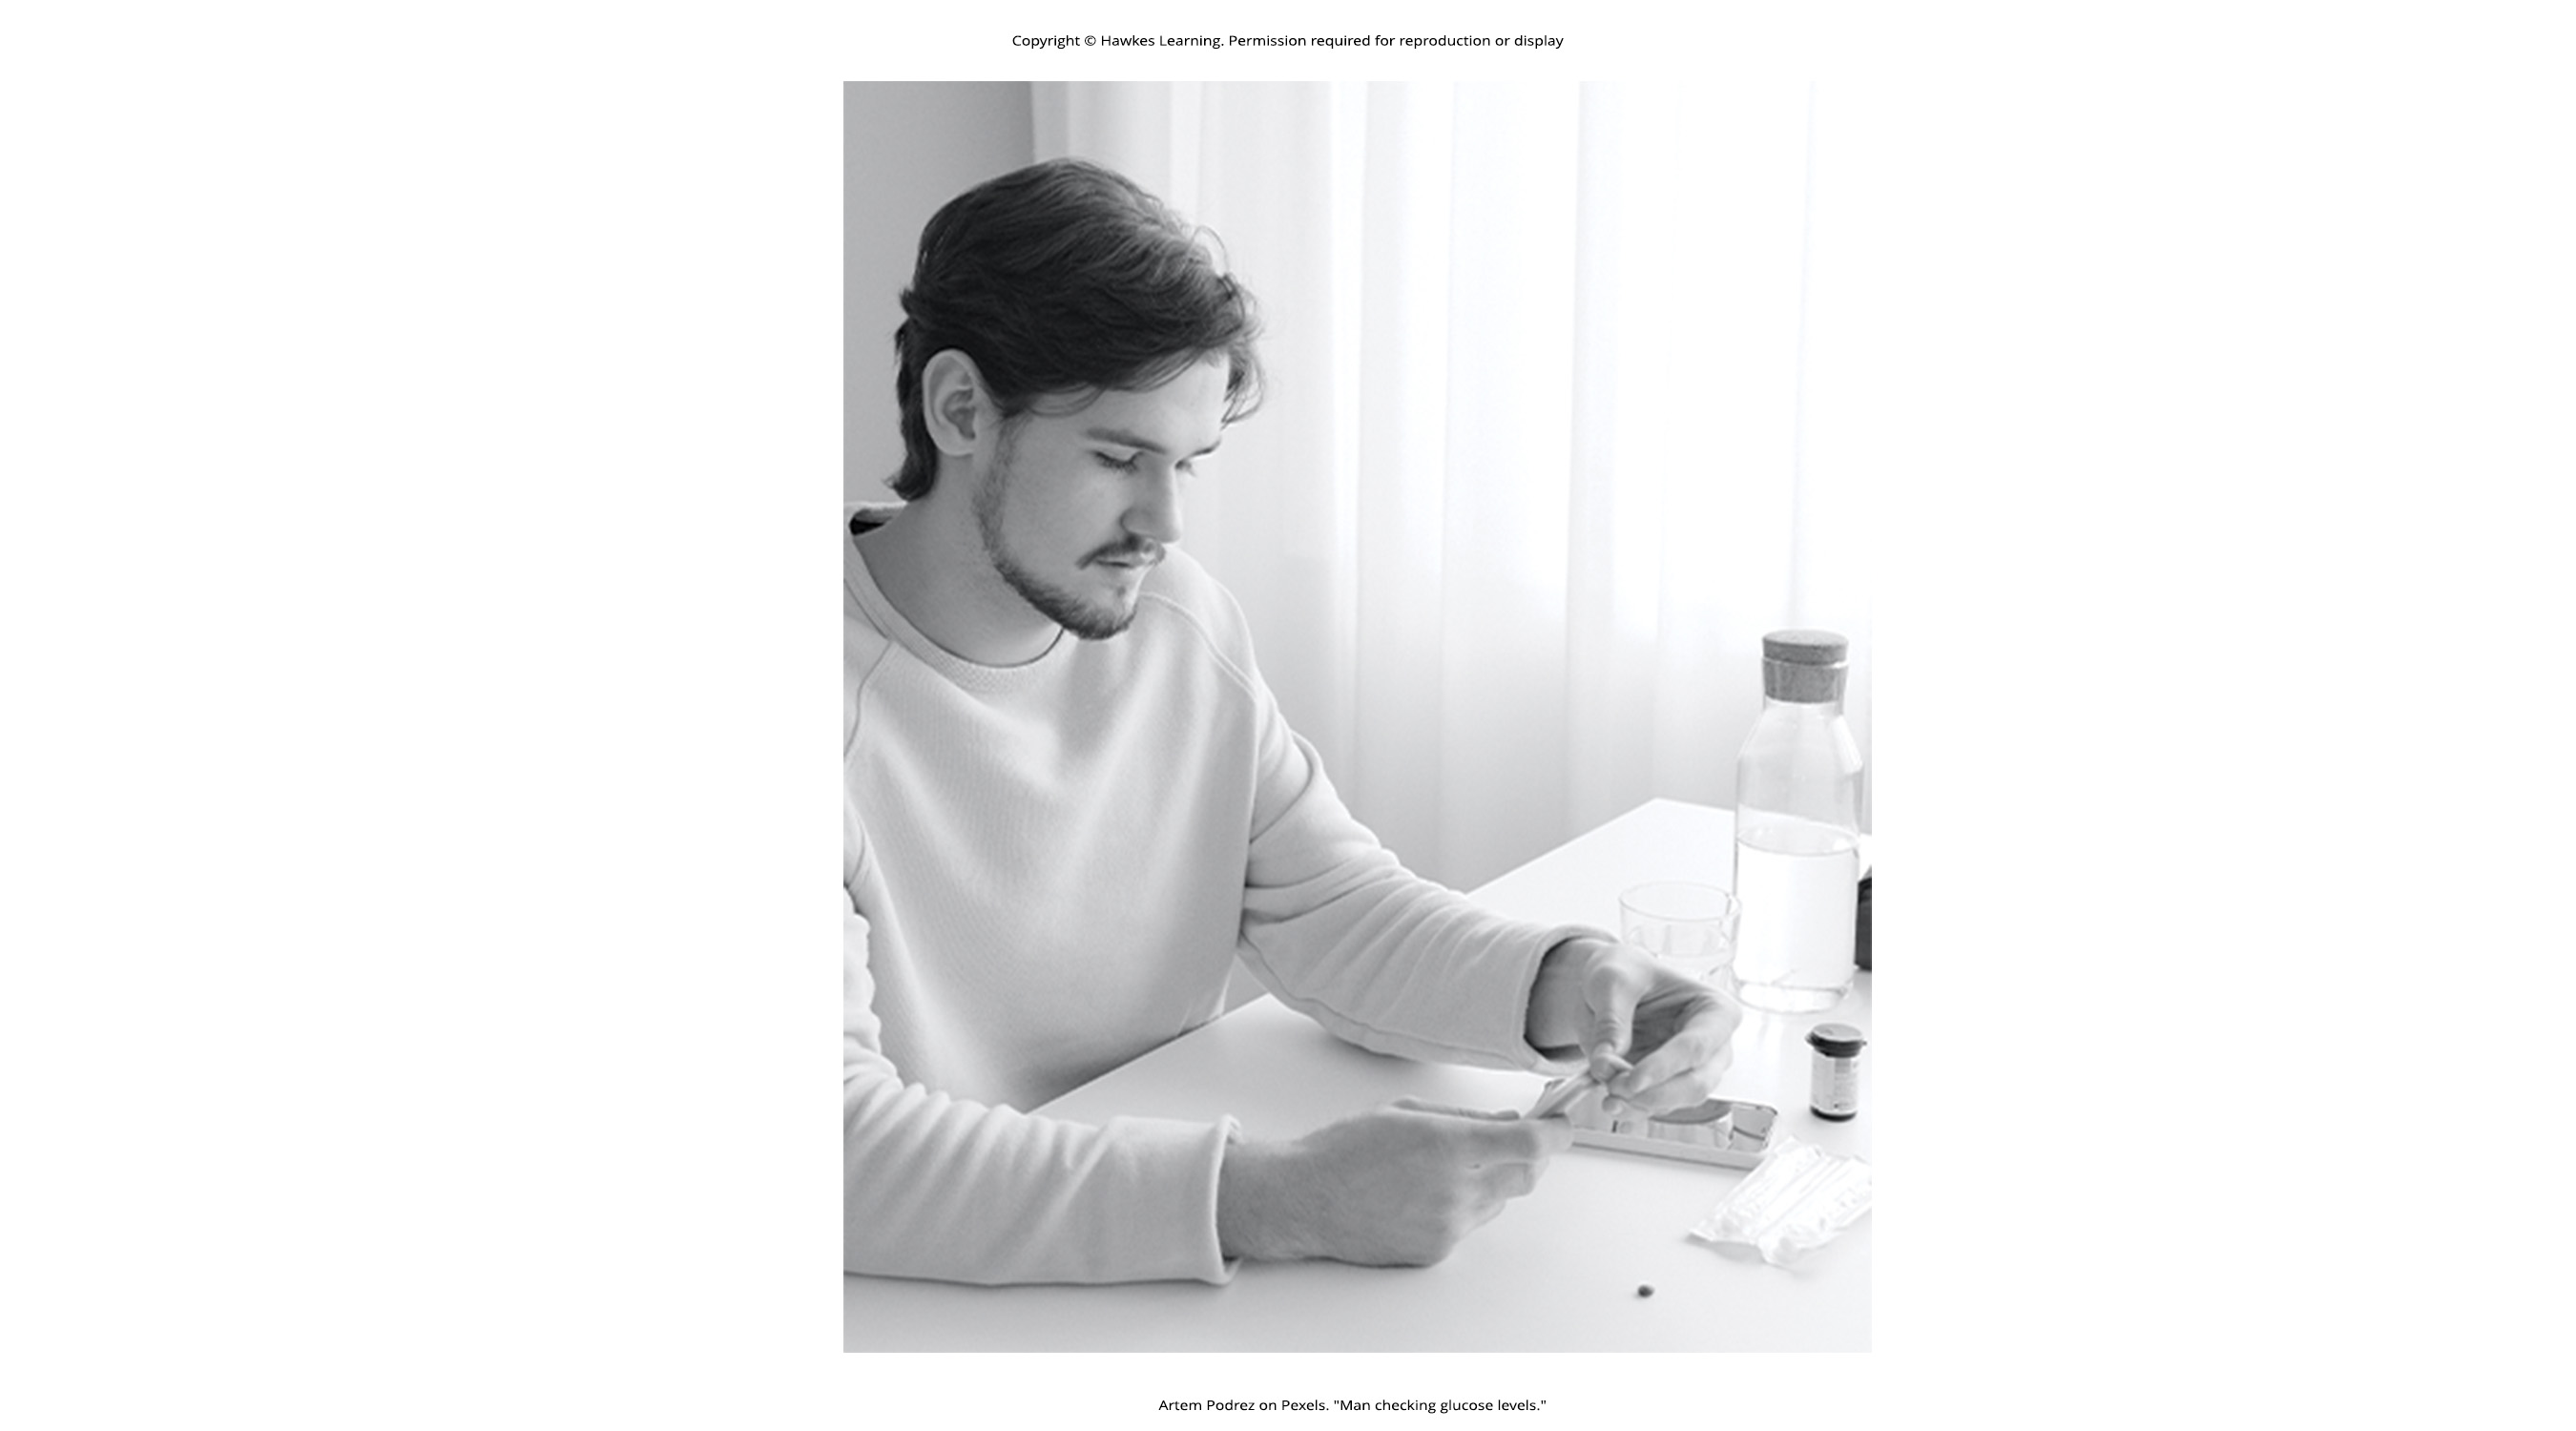 Copyright © Hawkes Learning. Permission required for reproduction or display
Artem Podrez on Pexels. "Man checking glucose levels."